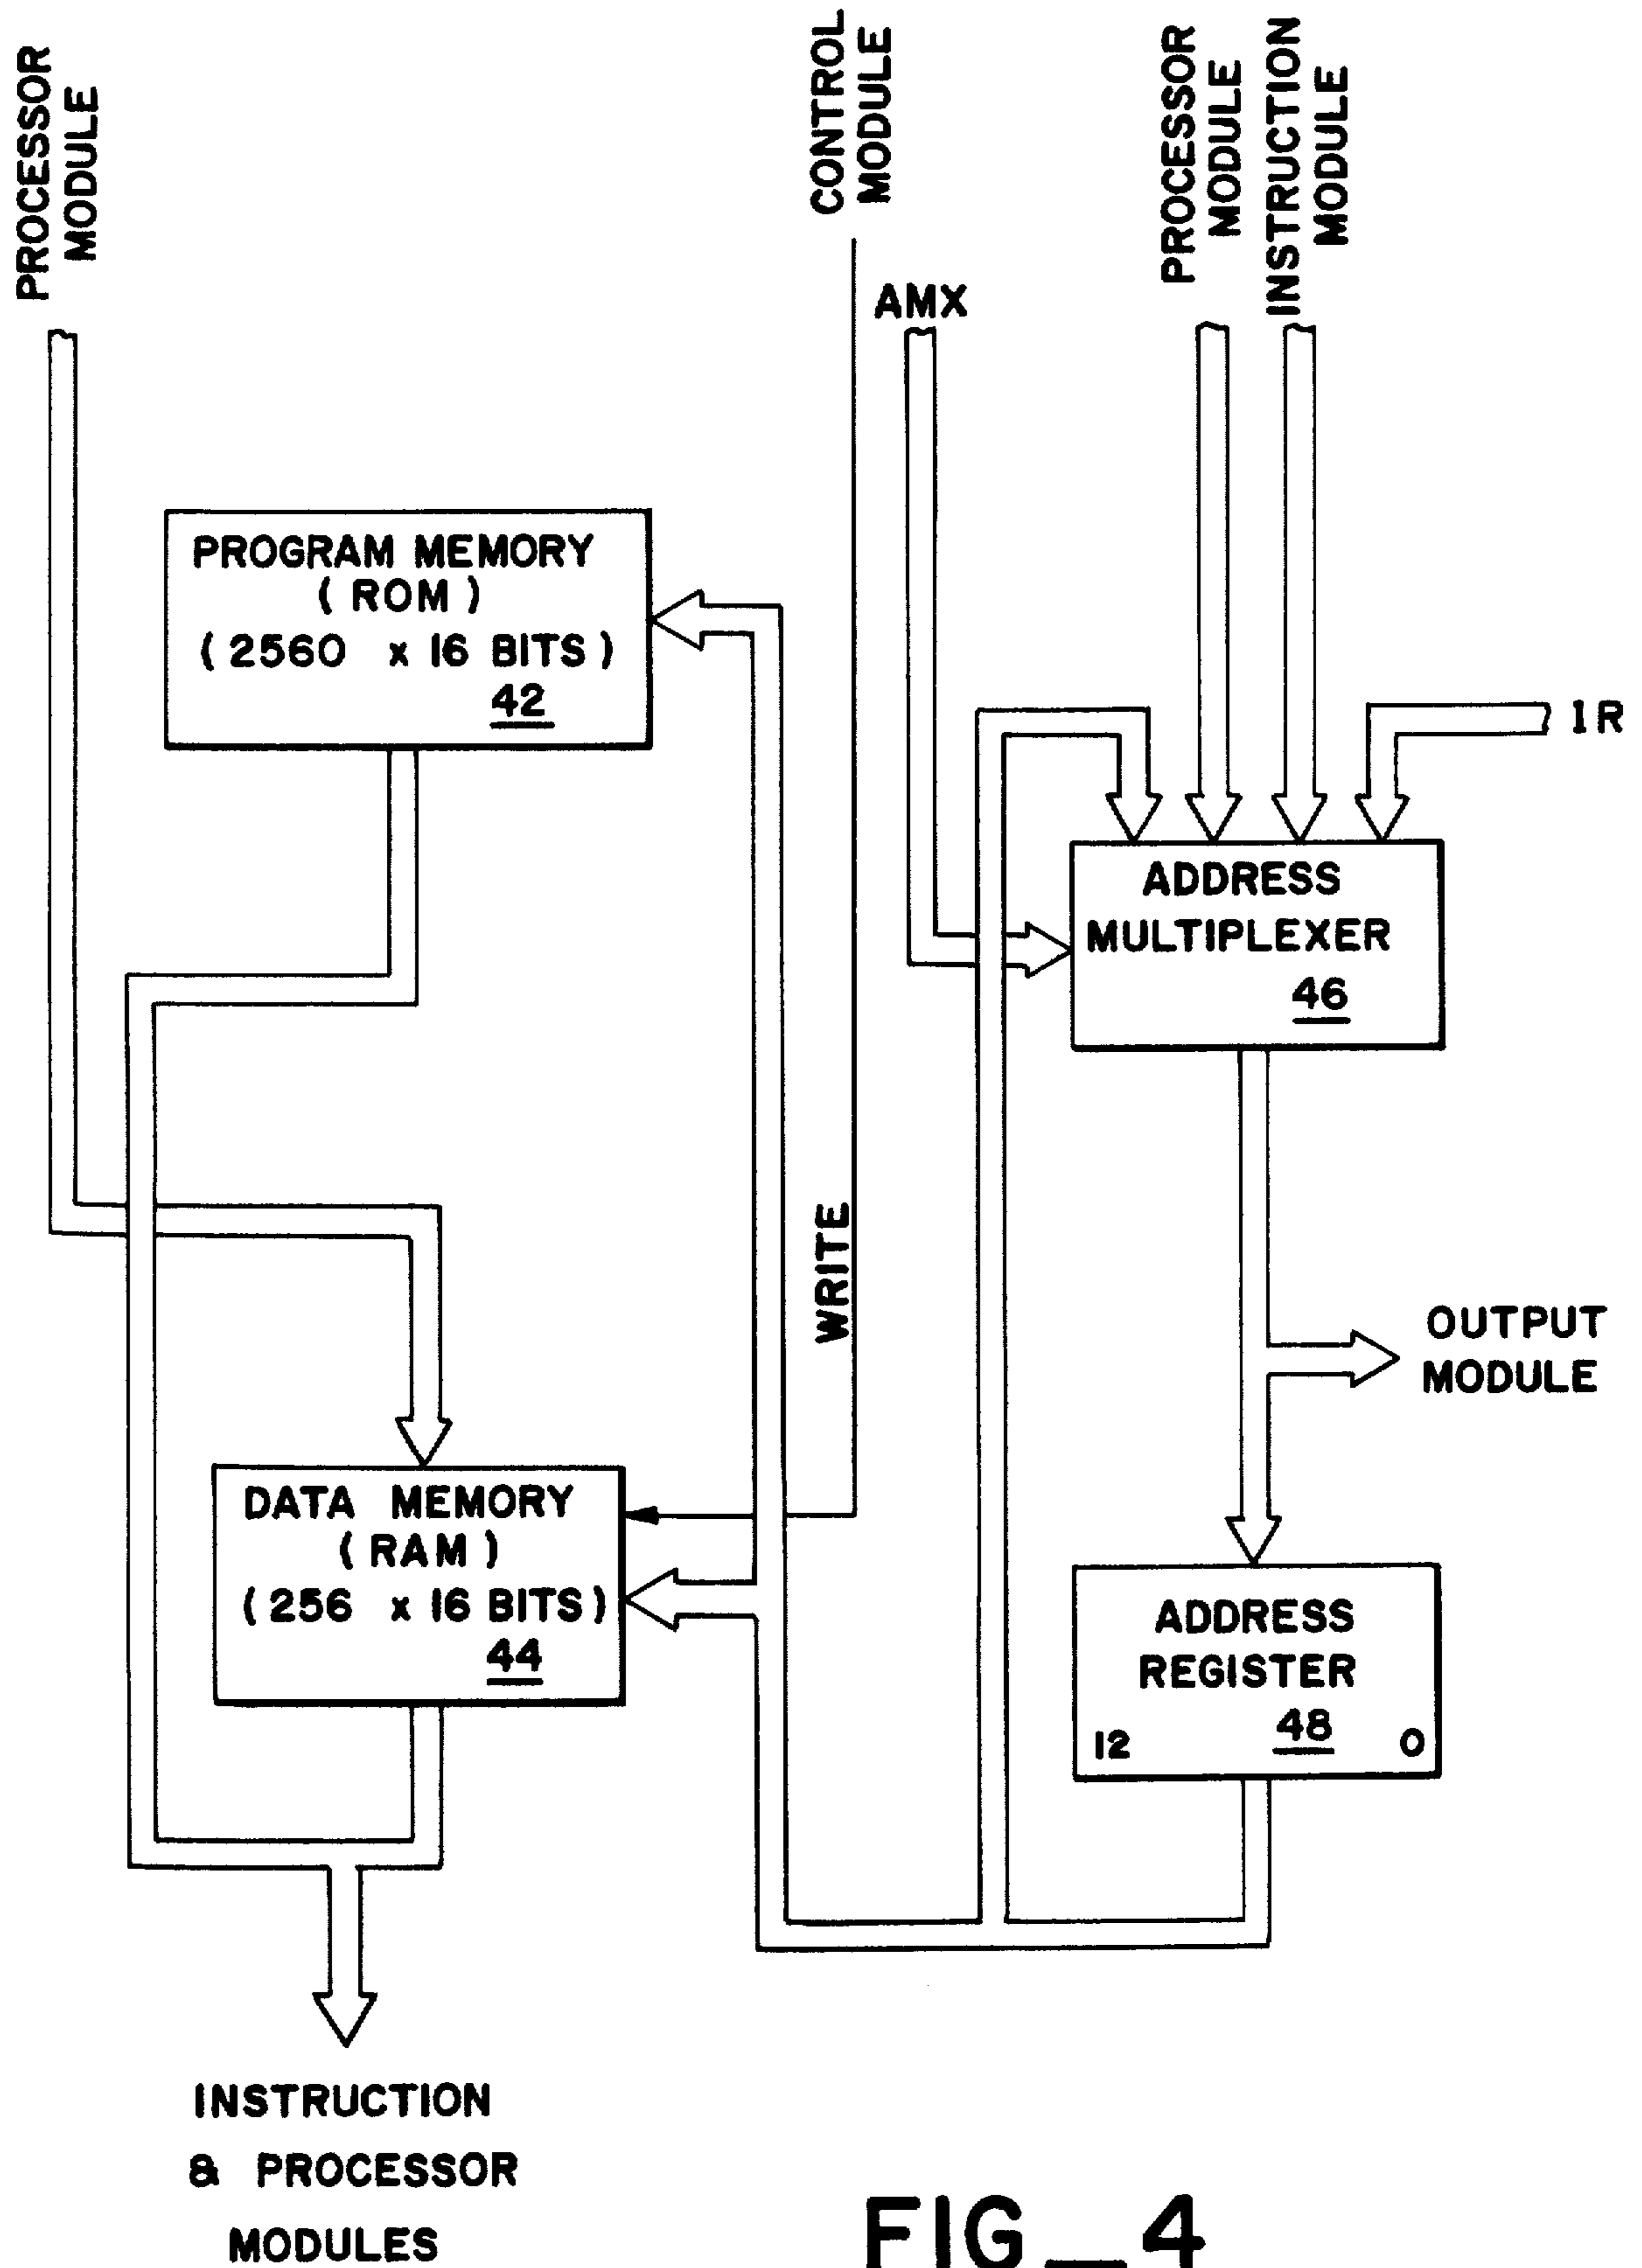 PROCESSOR
MODULE
CONTROL
MODULE
PROCESSOR
MODULE
INSTRUCTION
MODULE
AMX
PROGRAM MEMORY
( ROM )
( 2560 x 16 BITS )
42
IR
ADDRESS
MULTIPLEXER
46
WRITE
OUTPUT
MODULE
DATA MEMORY
( RAM )
( 256 x 16 BITS )
44
ADDRESS
REGISTER
48
12 0
INSTRUCTION
& PROCESSOR
MODULES
FIG_4